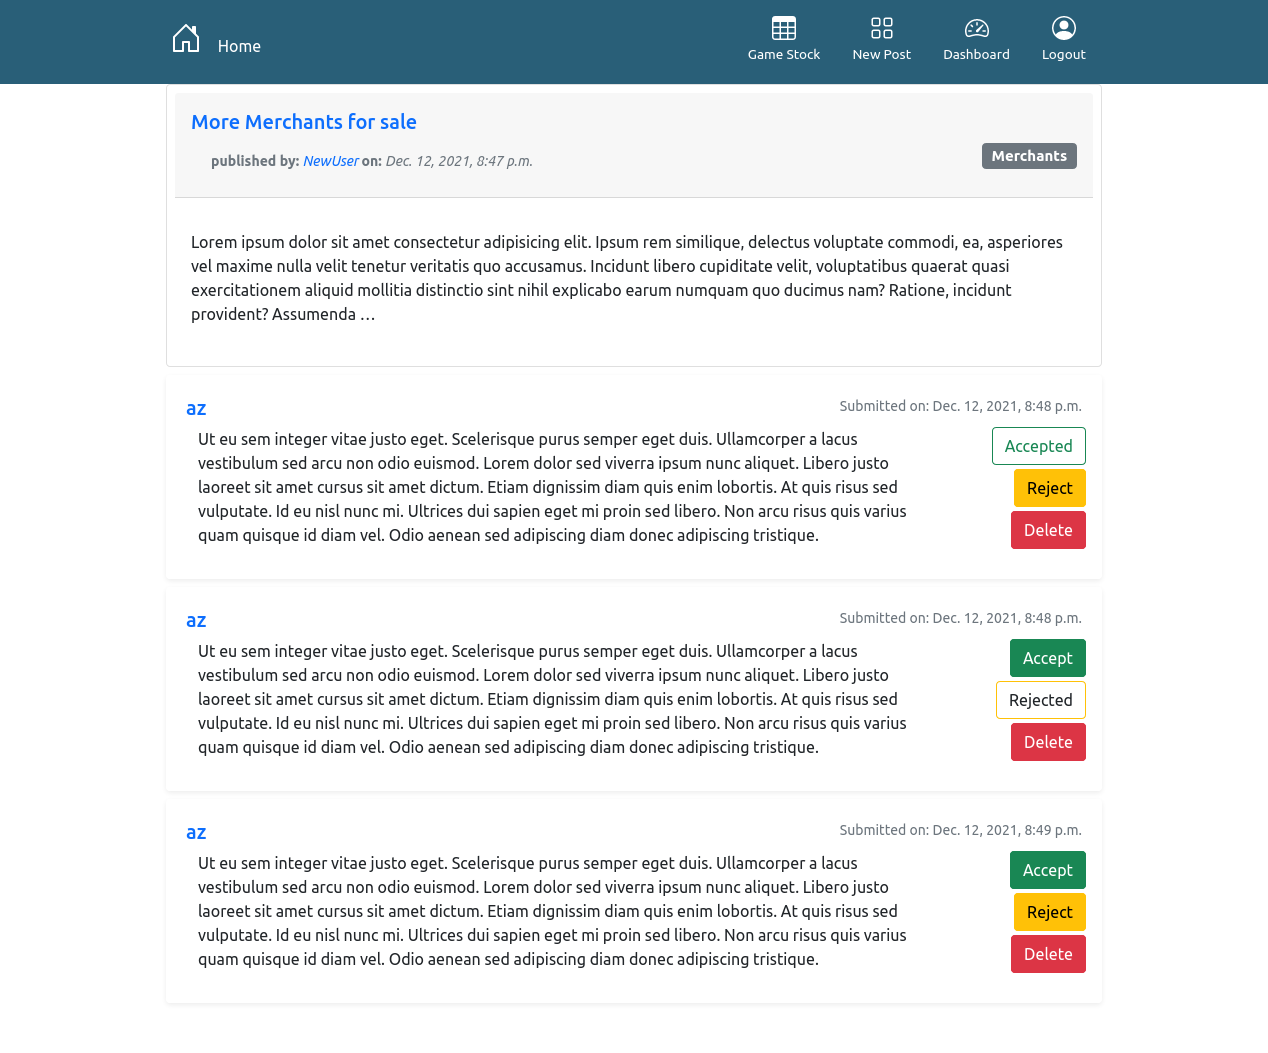 Home
Game Stock
New Post
Dashboard
Logout
More Merchants for sale
published by: NewUser on: Dec. 12, 2021, 8:47 p.m.
Merchants
Lorem ipsum dolor sit amet consectetur adipisicing elit. Ipsum rem similique, delectus voluptate commodi, ea, asperiores
vel maxime nulla velit tenetur veritatis quo accusamus. Incidunt libero cupiditate velit, voluptatibus quaerat quasi
exercitationem aliquid mollitia distinctio sint nihil explicabo earum numquam quo ducimus nam? Ratione, incidunt
provident? Assumenda …
az
Submitted on: Dec. 12, 2021, 8:48 p.m.
Ut eu sem integer vitae justo eget. Scelerisque purus semper eget duis. Ullamcorper a lacus
vestibulum sed arcu non odio euismod. Lorem dolor sed viverra ipsum nunc aliquet. Libero justo
laoreet sit amet cursus sit amet dictum. Etiam dignissim diam quis enim lobortis. At quis risus sed
vulputate. Id eu nisl nunc mi. Ultrices dui sapien eget mi proin sed libero. Non arcu risus quis varius
quam quisque id diam vel. Odio aenean sed adipiscing diam donec adipiscing tristique.
Accepted
Reject
Delete
az
Submitted on: Dec. 12, 2021, 8:48 p.m.
Ut eu sem integer vitae justo eget. Scelerisque purus semper eget duis. Ullamcorper a lacus
vestibulum sed arcu non odio euismod. Lorem dolor sed viverra ipsum nunc aliquet. Libero justo
laoreet sit amet cursus sit amet dictum. Etiam dignissim diam quis enim lobortis. At quis risus sed
vulputate. Id eu nisl nunc mi. Ultrices dui sapien eget mi proin sed libero. Non arcu risus quis varius
quam quisque id diam vel. Odio aenean sed adipiscing diam donec adipiscing tristique.
Accept
Rejected
Delete
az
Submitted on: Dec. 12, 2021, 8:49 p.m.
Ut eu sem integer vitae justo eget. Scelerisque purus semper eget duis. Ullamcorper a lacus
vestibulum sed arcu non odio euismod. Lorem dolor sed viverra ipsum nunc aliquet. Libero justo
laoreet sit amet cursus sit amet dictum. Etiam dignissim diam quis enim lobortis. At quis risus sed
vulputate. Id eu nisl nunc mi. Ultrices dui sapien eget mi proin sed libero. Non arcu risus quis varius
quam quisque id diam vel. Odio aenean sed adipiscing diam donec adipiscing tristique.
Accept
Reject
Delete